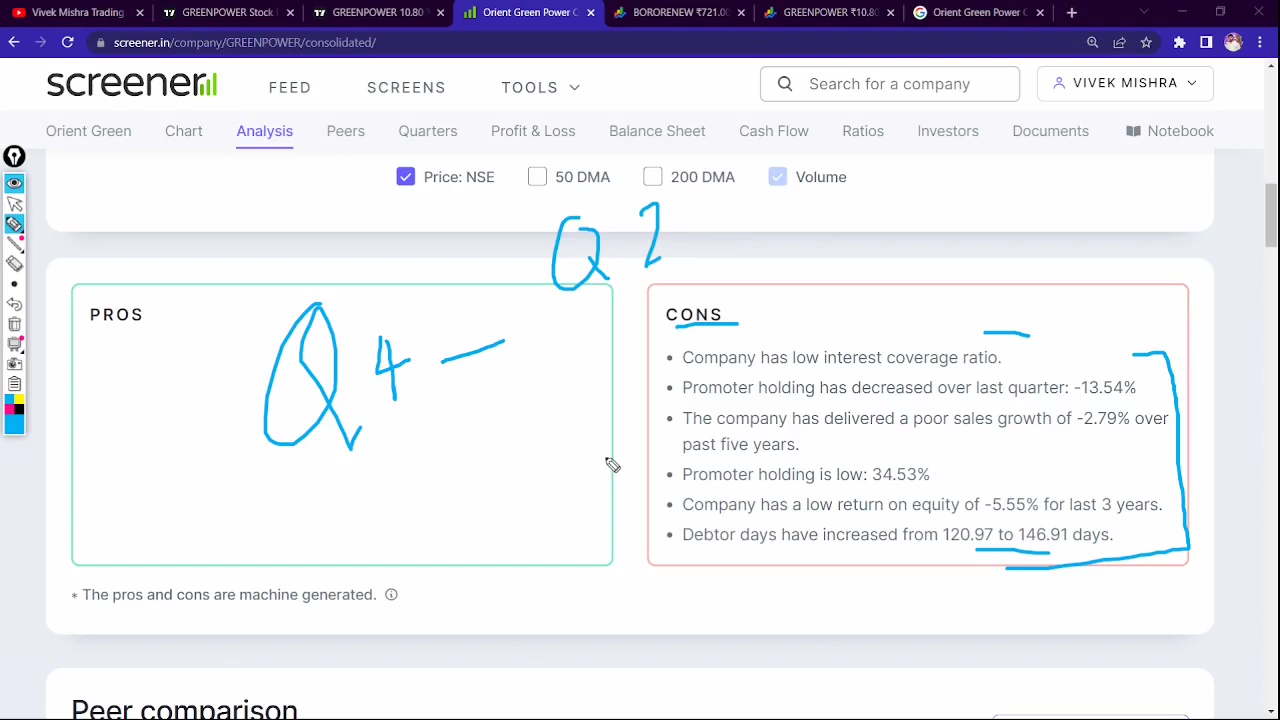 Vivek Mishra Trading
GREENPOWER Stock
GREENPOWER 10.80
Orient Green Power C
BORORENEW ₹721.0
GREENPOWER ₹10.80
Orient Green Power C
screener.in/company/GREENPOWER/consolidated/
screener
FEED
SCREENS
TOOLS
Search for a company
VIVEK MISHRA
Orient Green
Chart
Analysis
Peers
Quarters
Profit & Loss
Balance Sheet
Cash Flow
Ratios
Investors
Documents
Notebook
Price: NSE
50 DMA
200 DMA
Volume
Q 2
PROS
Q 4 -
CONS
• Company has low interest coverage ratio.
• Promoter holding has decreased over last quarter: -13.54%
• The company has delivered a poor sales growth of -2.79% over
past five years.
• Promoter holding is low: 34.53%
• Company has a low return on equity of -5.55% for last 3 years.
• Debtor days have increased from 120.97 to 146.91 days.
* The pros and cons are machine generated.
Peer comparison